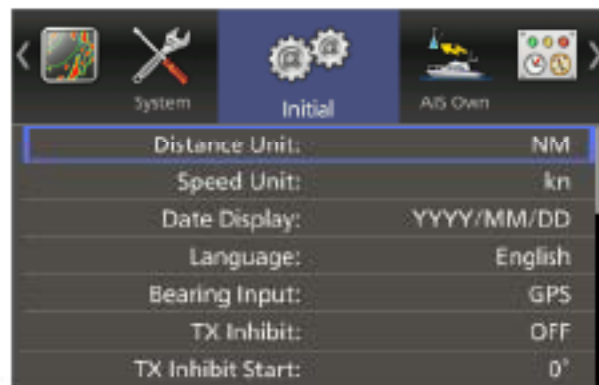 System Initial AIS Own
Distance Unit: NM
Speed Unit: kn
Date Display: YYYY/MM/DD
Language: English
Bearing Input: GPS
TX Inhibit: OFF
TX Inhibit Start: 0°